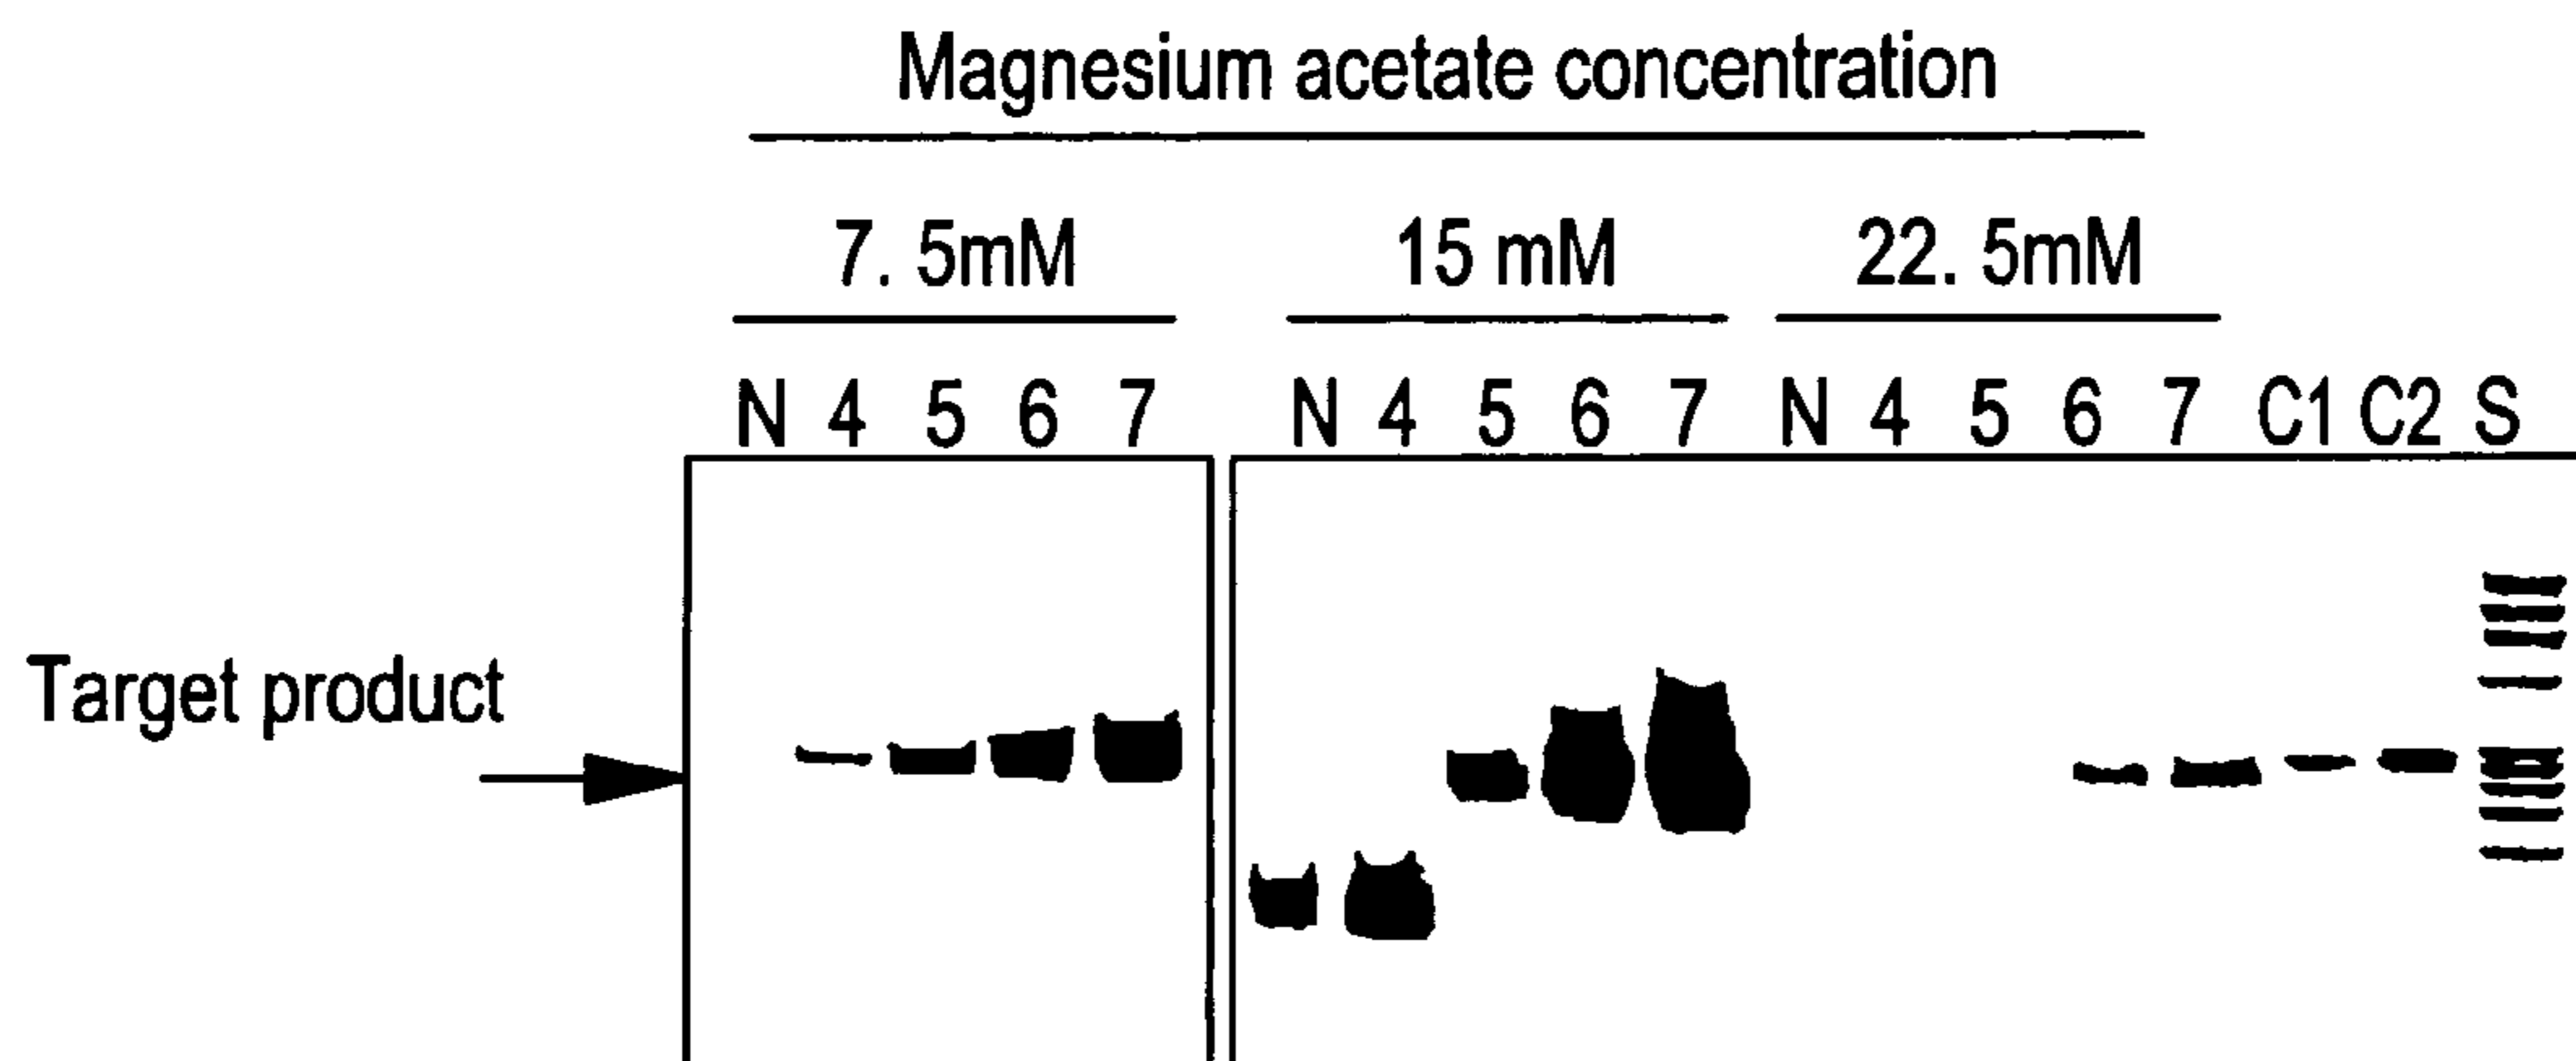 Magnesium acetate concentration
7. 5mM 15 mM 22. 5mM
N 4 5 6 7 N 4 5 6 7 N 4 5 6 7 C1 C2 S
Target product